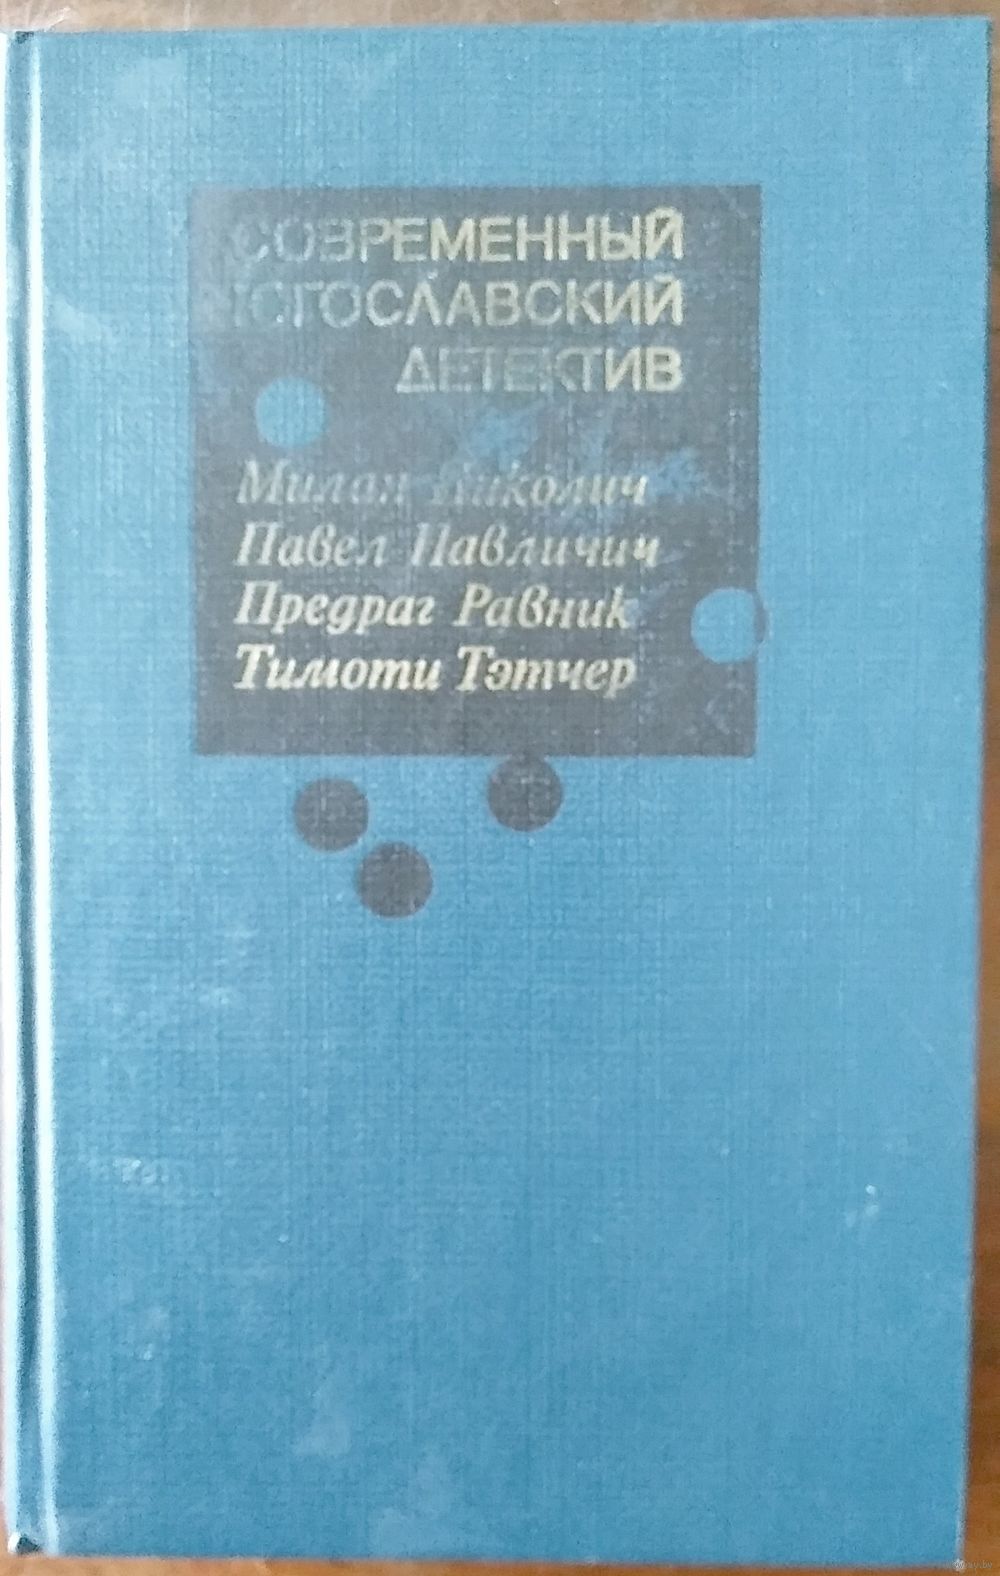 СОВРЕМЕННЫЙ
ЮГОСЛАВСКИЙ
ДЕТЕКТИВ
Милан Николич
Павел Павличич
Предраг Равник
Тимоти Тэтчер